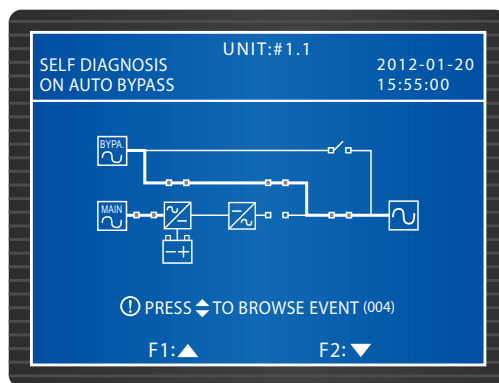 UNIT:#1.1
SELF DIAGNOSIS
ON AUTO BYPASS
2012-01-20
15:55:00
BYPA.
MAIN
PRESS TO BROWSE EVENT (004)
F1: F2: